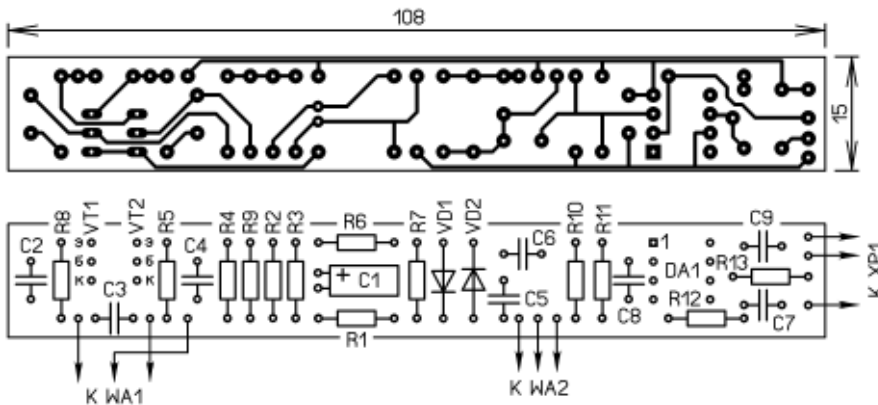 108
15
R8
VT1
VT2
R5
R4
R9
R2
R3
R6
R7
VD1
VD2
C6
R10
R11
C9
C2
э
б
к
э
б
к
C4
+
C1
1
DA1
R13
C3
C5
C8
R12
C7
R1
К XP1
К WA1
К WA2